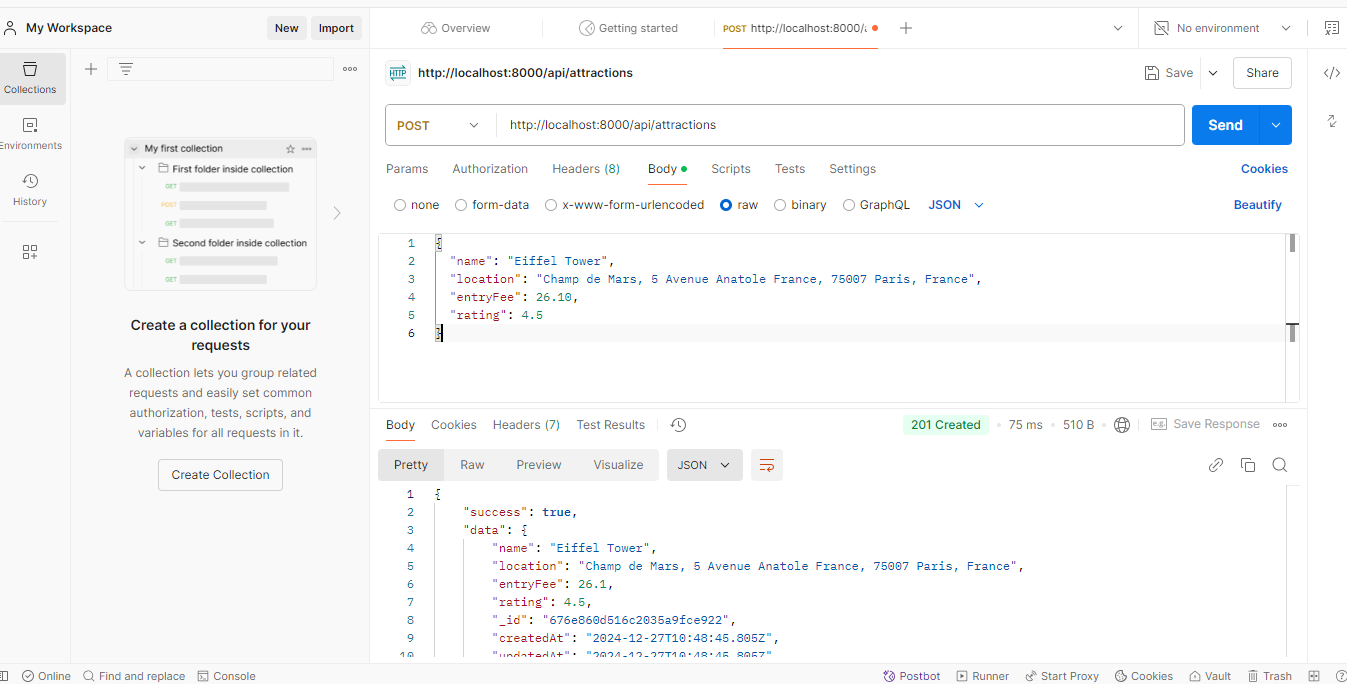 My Workspace
New
Import
Overview
Getting started
POST http://localhost:8000/a
No environment
Collections
Environments
History
My first collection
First folder inside collection
GET
POST
GET
Second folder inside collection
GET
GET
Create a collection for your
requests
A collection lets you group related
requests and easily set common
authorization, tests, scripts, and
variables for all requests in it.
Create Collection
HTTP
http://localhost:8000/api/attractions
Save
Share
POST
http://localhost:8000/api/attractions
Send
Params
Authorization
Headers (8)
Body
Scripts
Tests
Settings
Cookies
none
form-data
x-www-form-urlencoded
raw
binary
GraphQL
JSON
Beautify
1 {
2 "name": "Eiffel Tower",
3 "location": "Champ de Mars, 5 Avenue Anatole France, 75007 Paris, France",
4 "entryFee": 26.10,
5 "rating": 4.5
6 }
Body
Cookies
Headers (7)
Test Results
201 Created
75 ms
510 B
e.g.
Save Response
Pretty
Raw
Preview
Visualize
JSON
1 {
2 "success": true,
3 "data": {
4 "name": "Eiffel Tower",
5 "location": "Champ de Mars, 5 Avenue Anatole France, 75007 Paris, France",
6 "entryFee": 26.1,
7 "rating": 4.5,
8 "_id": "676e860d516c2035a9fce922",
9 "createdAt": "2024-12-27T10:48:45.805Z",
10 "updatedAt": "2024-12-27T10:48:45.805Z"
Online
Find and replace
Console
Postbot
Runner
Start Proxy
Cookies
Vault
Trash